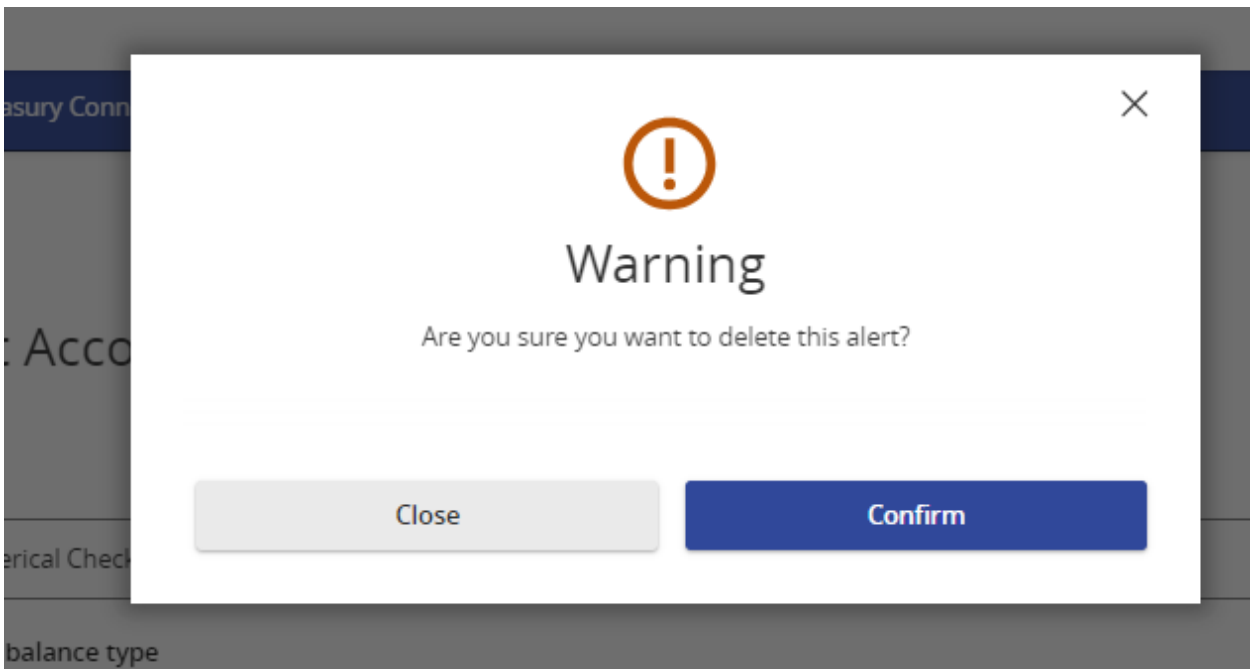 asury Conn
Warning
Are you sure you want to delete this alert?
: Acco
Close
Confirm
erical Check
balance type